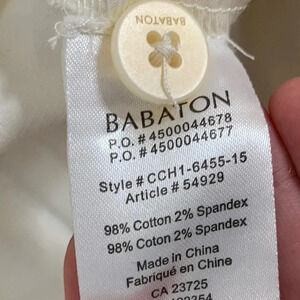 BABATON
BABATON
P.O. # 4500044678
P.O. # 4500044677
Style # CCH1-6455-15
Article # 54929
98% Cotton 2% Spandex
98% Coton 2% Spandex
Made in China
Fabriqué en Chine
CA 23725